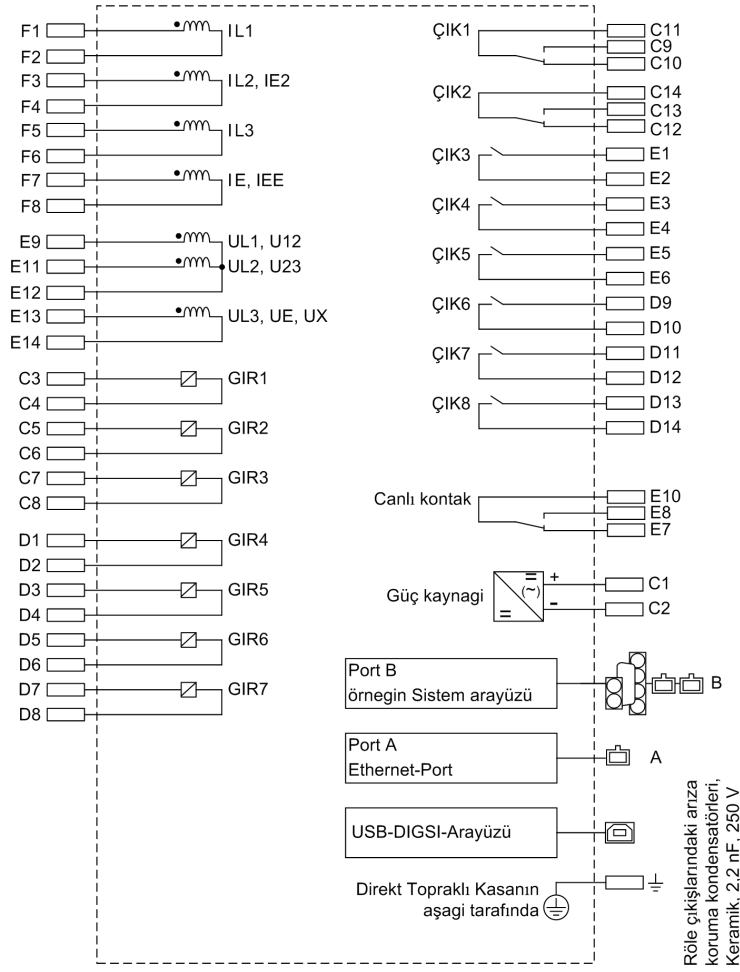 F1
IL1
F2
F3
IL2, IE2
F4
F5
IL3
F6
F7
IE, IEE
F8
E9
UL1, U12
E11
UL2, U23
E12
E13
UL3, UE, UX
E14
C3
GIR1
C4
C5
GIR2
C6
C7
GIR3
C8
D1
GIR4
D2
D3
GIR5
D4
D5
GIR6
D6
D7
GIR7
D8
ÇIK1
C11
C9
C10
ÇIK2
C14
C13
C12
ÇIK3
E1
E2
ÇIK4
E3
E4
ÇIK5
E5
E6
ÇIK6
D9
D10
ÇIK7
D11
D12
ÇIK8
D13
D14
Canlı kontak
E10
E8
E7
Güç kaynagi
=
(~)
=
+
-
C1
C2
Port B
örnegin Sistem arayüzü
B
Port A
Ethernet-Port
A
USB-DIGSI-Arayüzü
Direkt Topraklı Kasanın
aşagi tarafında
Röle çıkişlarındaki arıza
koruma kondensatörleri,
Keramik, 2,2 nF, 250 V